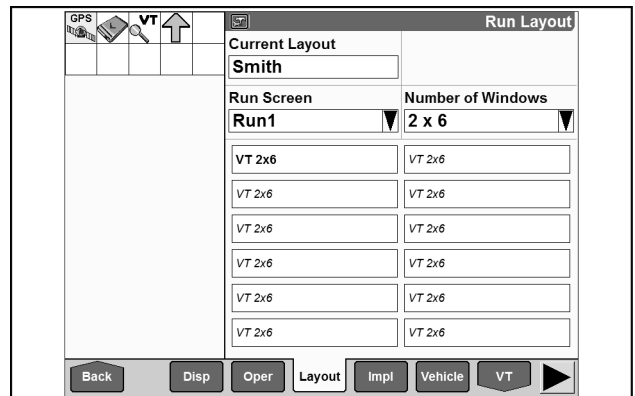 GPS VT
Run Layout
Current Layout
Smith
Run Screen Number of Windows
Run1 2 x 6
VT 2x6 VT 2x6
VT 2x6 VT 2x6
VT 2x6 VT 2x6
VT 2x6 VT 2x6
VT 2x6 VT 2x6
VT 2x6 VT 2x6
Back Disp Oper Layout Impl Vehicle VT